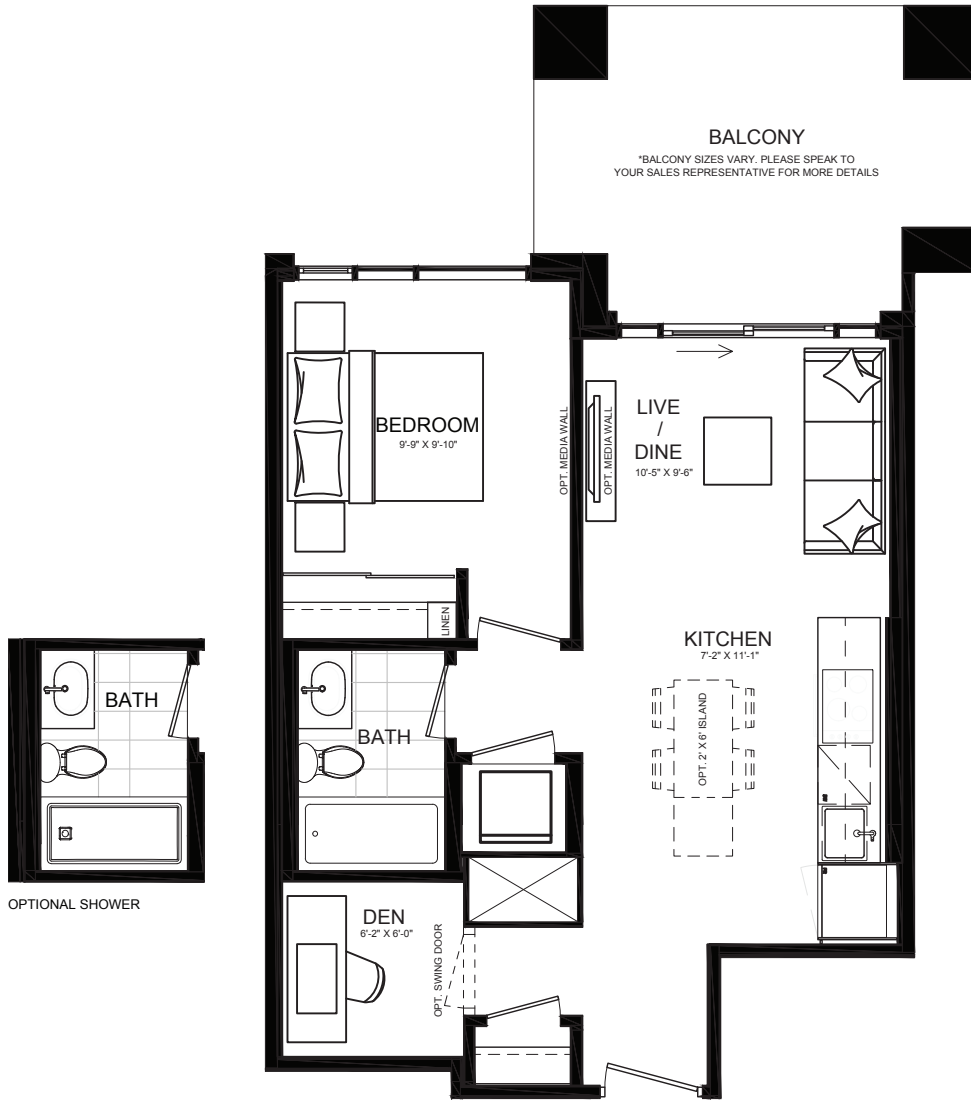 BALCONY
*BALCONY SIZES VARY. PLEASE SPEAK TO
YOUR SALES REPRESENTATIVE FOR MORE DETAILS
BEDROOM
9'-9" X 9'-10"
OPT. MEDIA WALL
OPT. MEDIA WALL
LIVE
/
DINE
10'-5" X 9'-6"
LINEN
KITCHEN
7'-2" X 11'-1"
OPT. 2' X 6' ISLAND
BATH
BATH
OPTIONAL SHOWER
DEN
6'-2" X 6'-0"
OPT. SWING DOOR